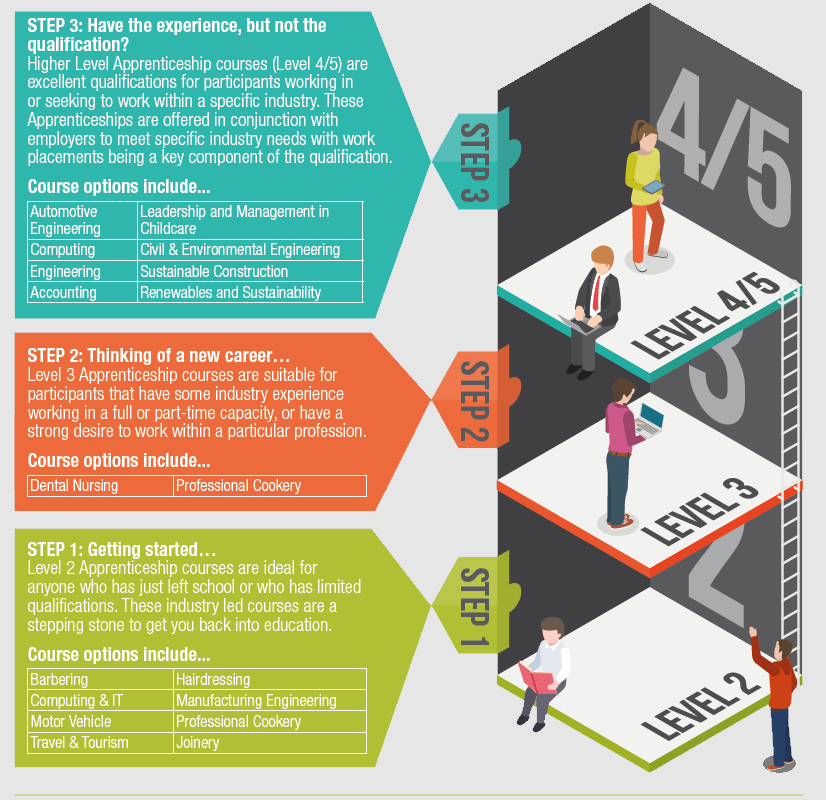 STEP 3: Have the experience, but not the
qualification?
Higher Level Apprenticeship courses (Level 4/5) are
excellent qualifications for participants working in
or seeking to work within a specific industry. These
Apprenticeships are offered in conjunction with
employers to meet specific industry needs with work
placements being a key component of the qualification.
Course options include...
Automotive Engineering
Leadership and Management in Childcare
Computing
Civil & Environmental Engineering
Engineering
Sustainable Construction
Accounting
Renewables and Sustainability
STEP 3
4/5
LEVEL 4/5
STEP 2: Thinking of a new career...
Level 3 Apprenticeship courses are suitable for
participants that have some industry experience
working in a full or part-time capacity, or have a
strong desire to work within a particular profession.
Course options include...
Dental Nursing
Professional Cookery
STEP 2
3
LEVEL 3
STEP 1: Getting started...
Level 2 Apprenticeship courses are ideal for
anyone who has just left school or who has limited
qualifications. These industry led courses are a
stepping stone to get you back into education.
Course options include...
Barbering
Hairdressing
Computing & IT
Manufacturing Engineering
Motor Vehicle
Professional Cookery
Travel & Tourism
Joinery
STEP 1
2
LEVEL 2